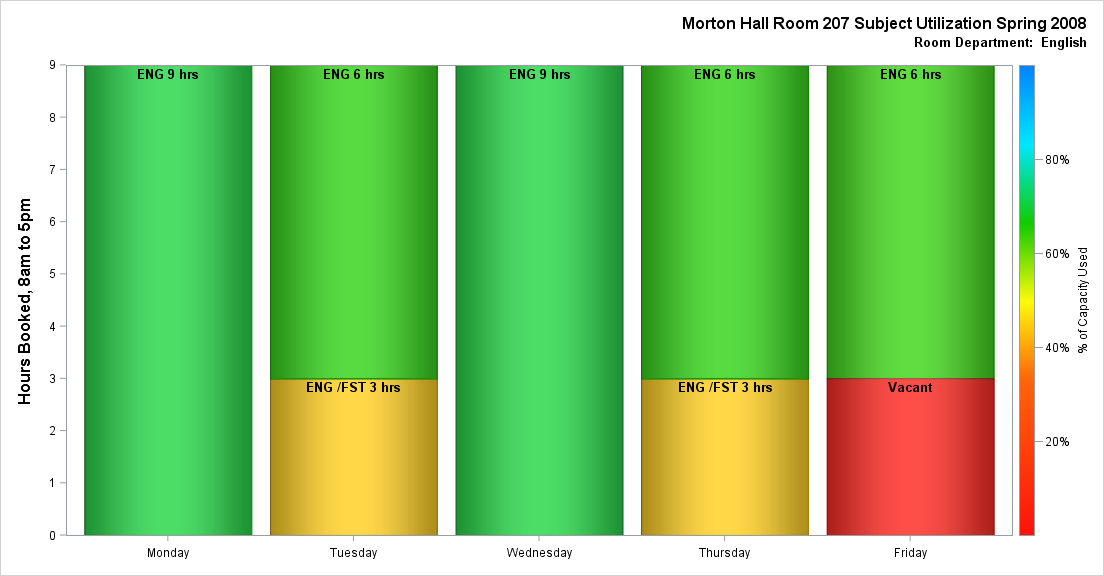 Morton Hall Room 207 Subject Utilization Spring 2008
Room Department:  English
Hours Booked, 8am to 5pm
9
8
7
6
5
4
3
2
1
0
ENG 9 hrs
ENG 6 hrs
ENG 9 hrs
ENG 6 hrs
ENG 6 hrs
ENG /FST 3 hrs
ENG /FST 3 hrs
Vacant
Monday
Tuesday
Wednesday
Thursday
Friday
80%
60%
40%
20%
% of Capacity Used